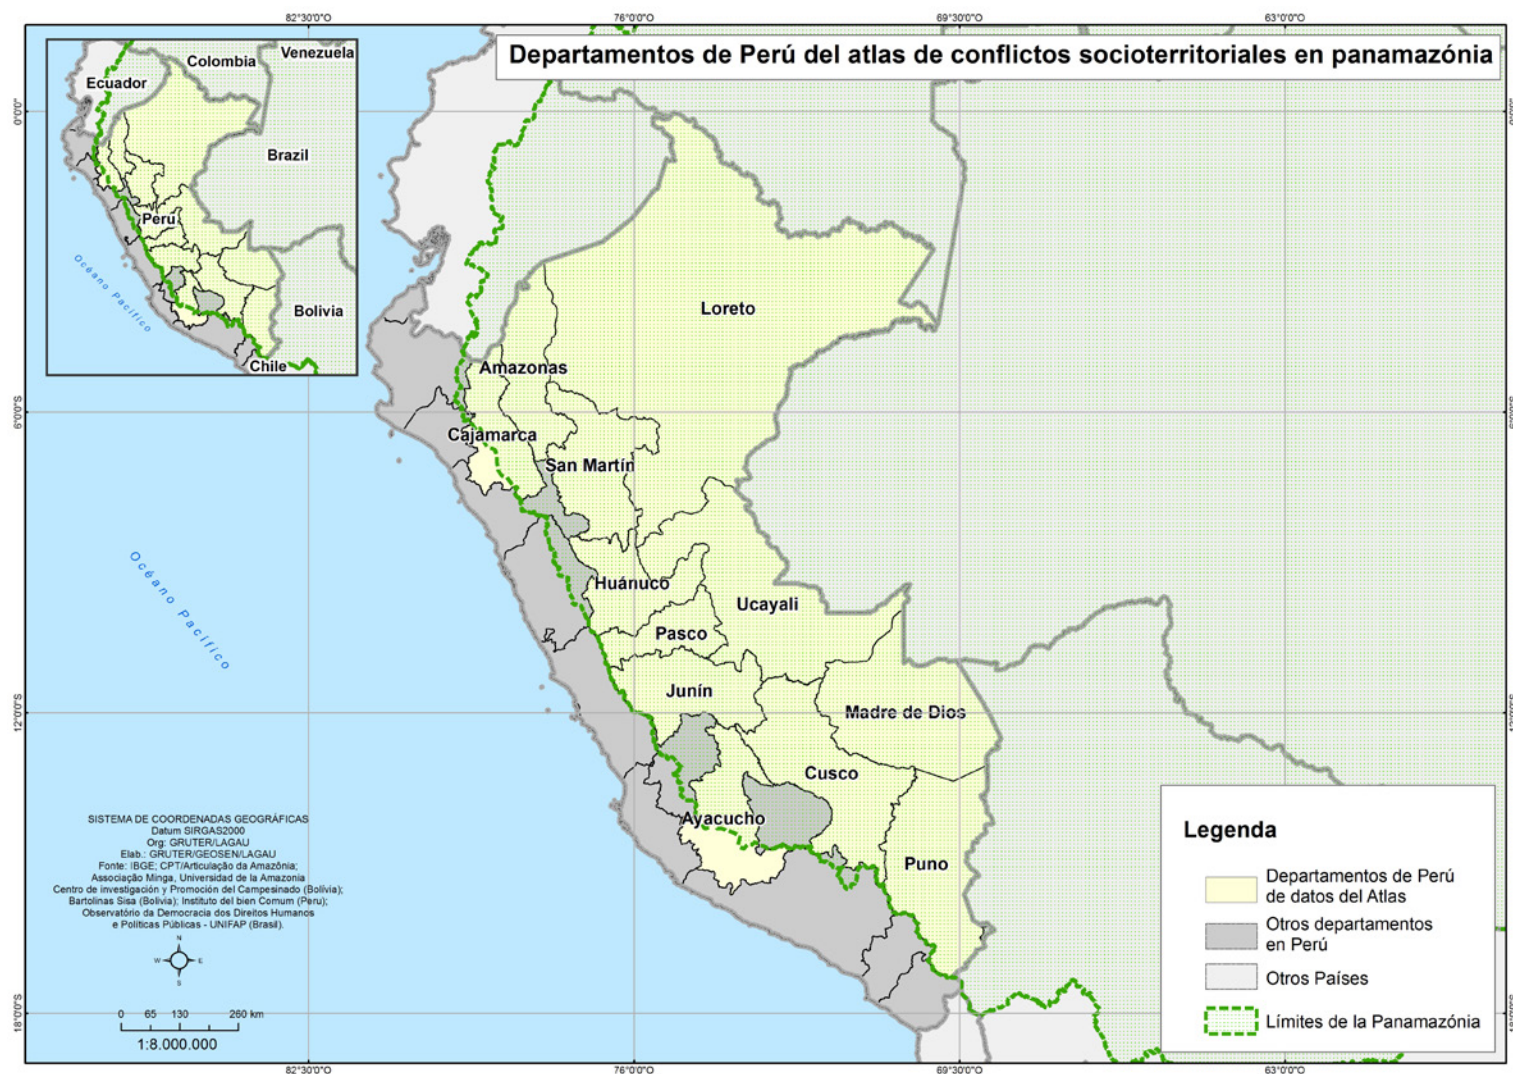 82°30'0"O 76°0'0"O 69°30'0"O 63°0'0"O
Departamentos de Perú del atlas de conflictos socioterritoriales en panamazónia
Venezuela
Colombia
Ecuador
Brazil
Perú
Océano Pacífico
Bolivia
Chile
0°0'0"
6°0'0"S
12°0'0"S
18°0'0"S
Loreto
Amazonas
Cajamarca
San Martín
Huánuco
Ucayali
Pasco
Junín
Madre de Dios
Cusco
Ayacucho
Puno
Océano Pacífico
SISTEMA DE COORDENADAS GEOGRÁFICAS
Datum SIRGAS2000
Org: GRUTER/LAGAU
Elab.: GRUTER/GEOSEN/LAGAU
Fonte: IBGE; CPT/Articulação da Amazônia;
Associação Minga, Universidad de la Amazonia
Centro de investigación y Promoción del Campesinado (Bolívia);
Bartolinas Sisa (Bolivia); Instituto del bien Comum (Peru);
Observatório da Democracia dos Direitos Humanos
e Políticas Públicas - UNIFAP (Brasil).
N
W E
S
0 65 130 260 km
1:8.000.000
Legenda
Departamentos de Perú
de datos del Atlas
Otros departamentos
en Perú
Otros Países
Límites de la Panamazónia
82°30'0"O 76°0'0"O 69°30'0"O 63°0'0"O